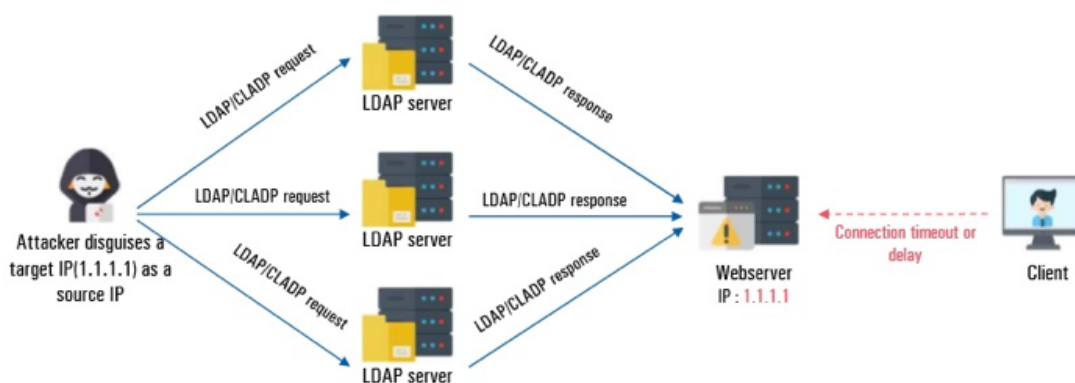 LDAP/CLADP request
LDAP server
LDAP/CLADP response
LDAP/CLADP request
LDAP server
LDAP/CLADP response
Attacker disguises a
target IP(1.1.1.1) as a
source IP
LDAP/CLADP request
LDAP server
LDAP/CLADP response
Webserver
IP : 1.1.1.1
Connection timeout or
delay
Client